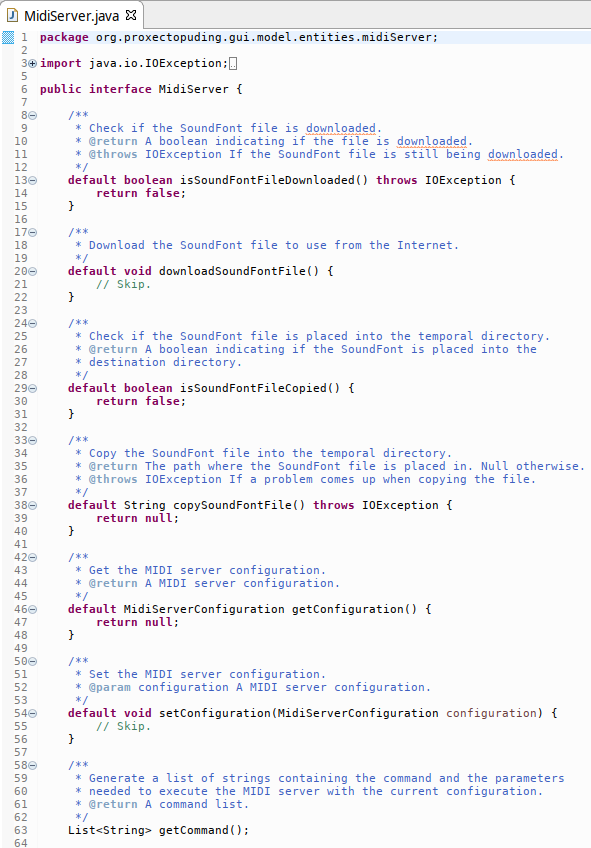 MidiServer.java
1 package org.proxectopuding.gui.model.entities.midiServer;
2
3 import java.io.IOException;
5
6 public interface MidiServer {
7
8 /**
9 * Check if the SoundFont file is downloaded.
10 * @return A boolean indicating if the file is downloaded.
11 * @throws IOException If the SoundFont file is still being downloaded.
12 */
13 default boolean isSoundFontFileDownloaded() throws IOException {
14 return false;
15 }
16
17 /**
18 * Download the SoundFont file to use from the Internet.
19 */
20 default void downloadSoundFontFile() {
21 // Skip.
22 }
23
24 /**
25 * Check if the SoundFont file is placed into the temporal directory.
26 * @return A boolean indicating if the SoundFont is placed into the
27 * destination directory.
28 */
29 default boolean isSoundFontFileCopied() {
30 return false;
31 }
32
33 /**
34 * Copy the SoundFont file into the temporal directory.
35 * @return The path where the SoundFont file is placed in. Null otherwise.
36 * @throws IOException If a problem comes up when copying the file.
37 */
38 default String copySoundFontFile() throws IOException {
39 return null;
40 }
41
42 /**
43 * Get the MIDI server configuration.
44 * @return A MIDI server configuration.
45 */
46 default MidiServerConfiguration getConfiguration() {
47 return null;
48 }
49
50 /**
51 * Set the MIDI server configuration.
52 * @param configuration A MIDI server configuration.
53 */
54 default void setConfiguration(MidiServerConfiguration configuration) {
55 // Skip.
56 }
57
58 /**
59 * Generate a list of strings containing the command and the parameters
60 * needed to execute the MIDI server with the current configuration.
61 * @return A command list.
62 */
63 List<String> getCommand();
64